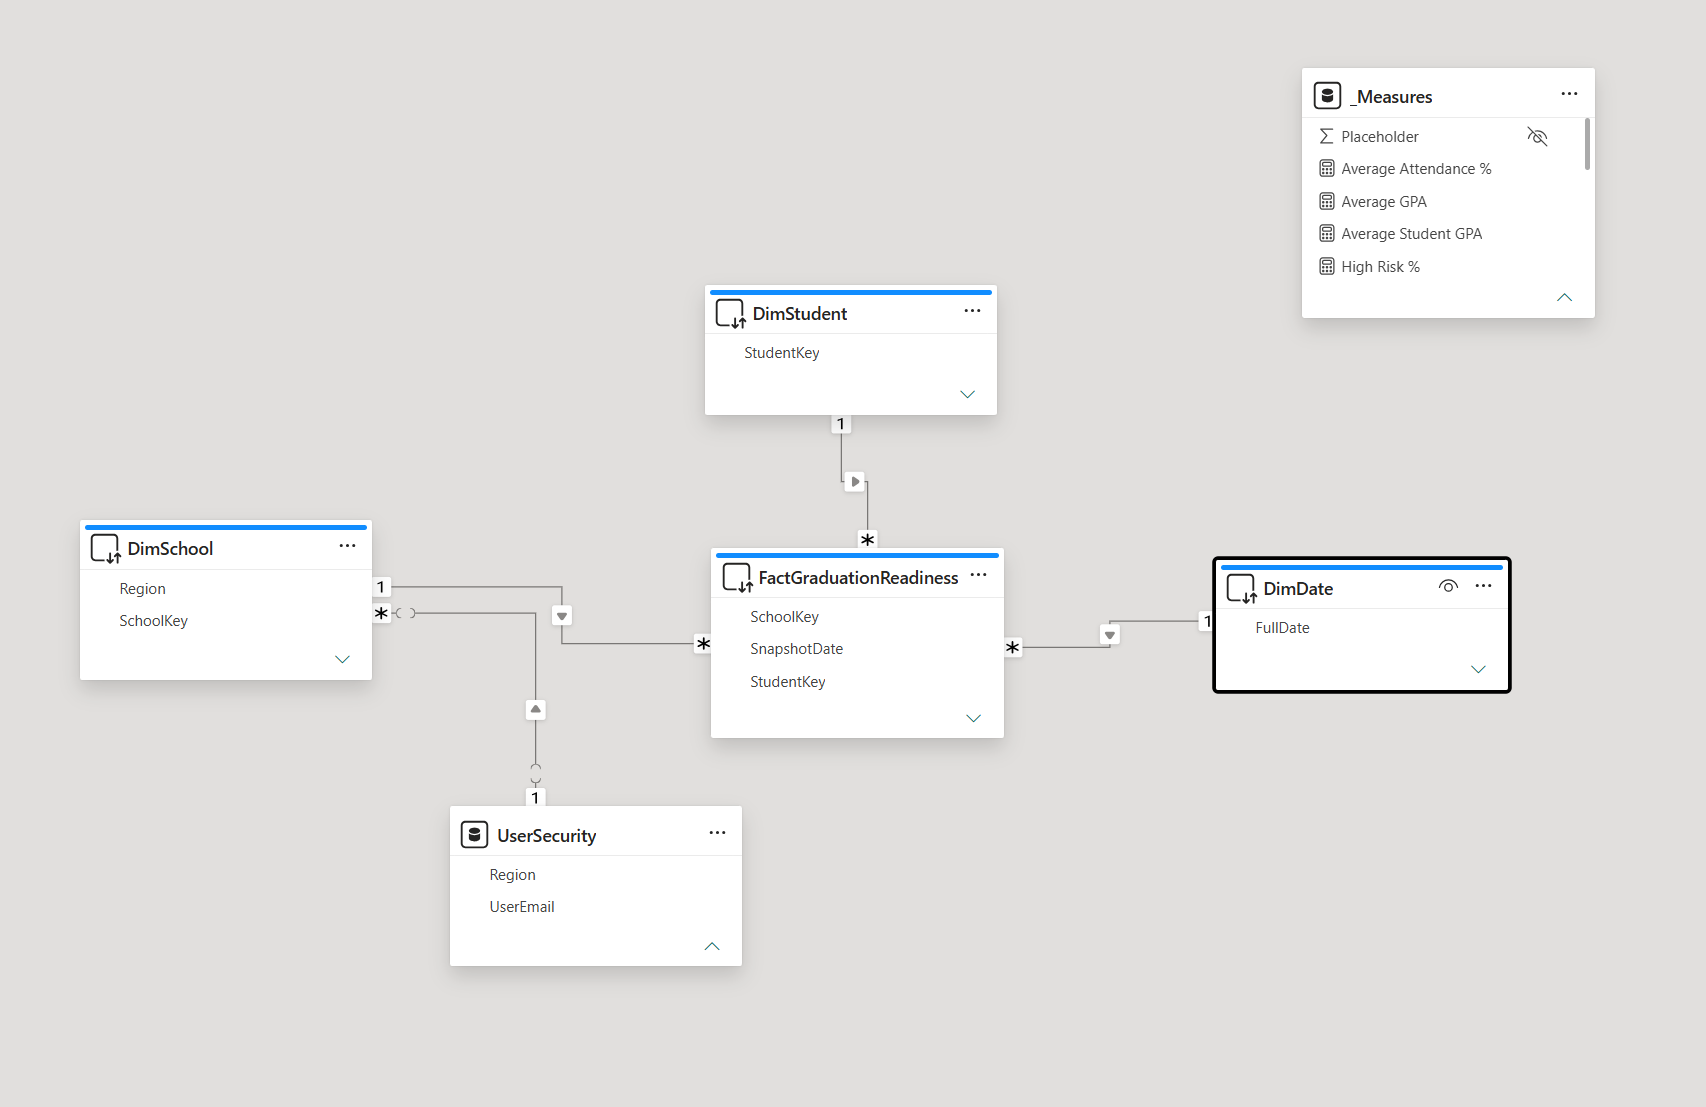 _Measures
Placeholder
Average Attendance %
Average GPA
Average Student GPA
High Risk %
DimStudent
StudentKey
1
*
DimSchool
Region
SchoolKey
1
*
FactGraduationReadiness
SchoolKey
SnapshotDate
StudentKey
*
*
DimDate
FullDate
1
1
UserSecurity
Region
UserEmail